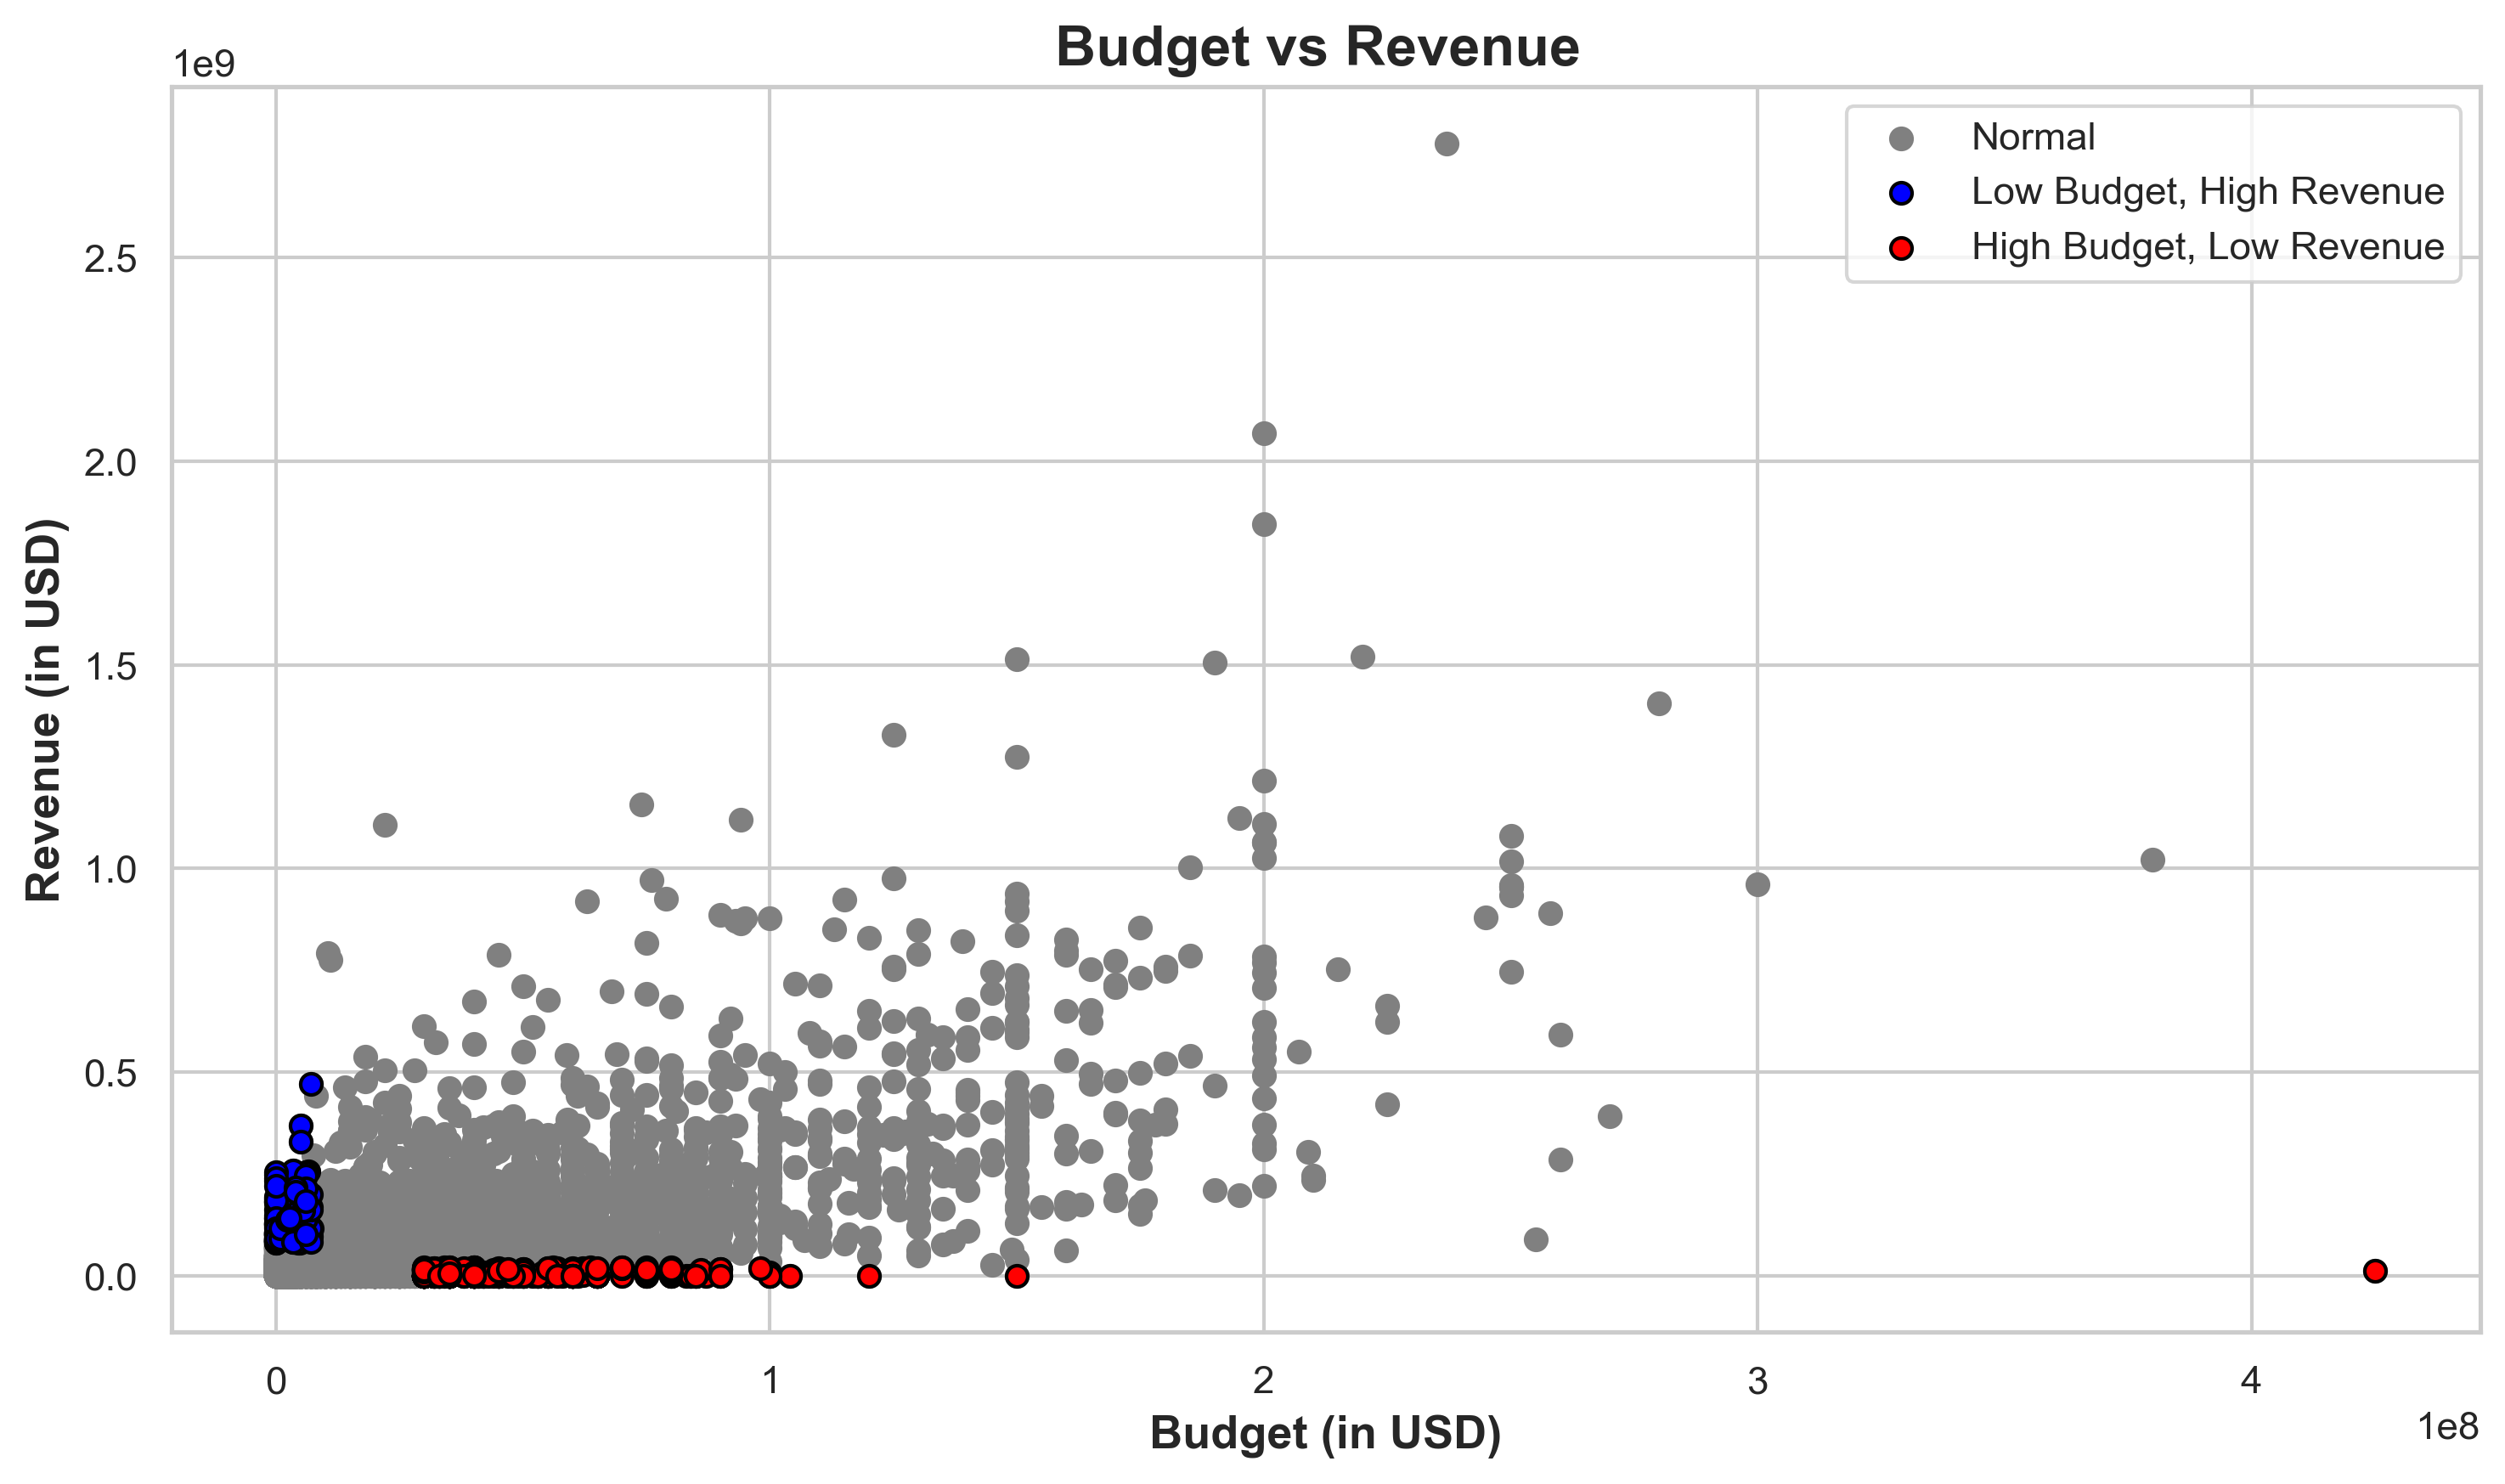 Budget vs Revenue
1e9
Normal
Low Budget, High Revenue
High Budget, Low Revenue
2.5
2.0
1.5
1.0
0.5
0.0
Revenue (in USD)
0 1 2 3 4
1e8
Budget (in USD)